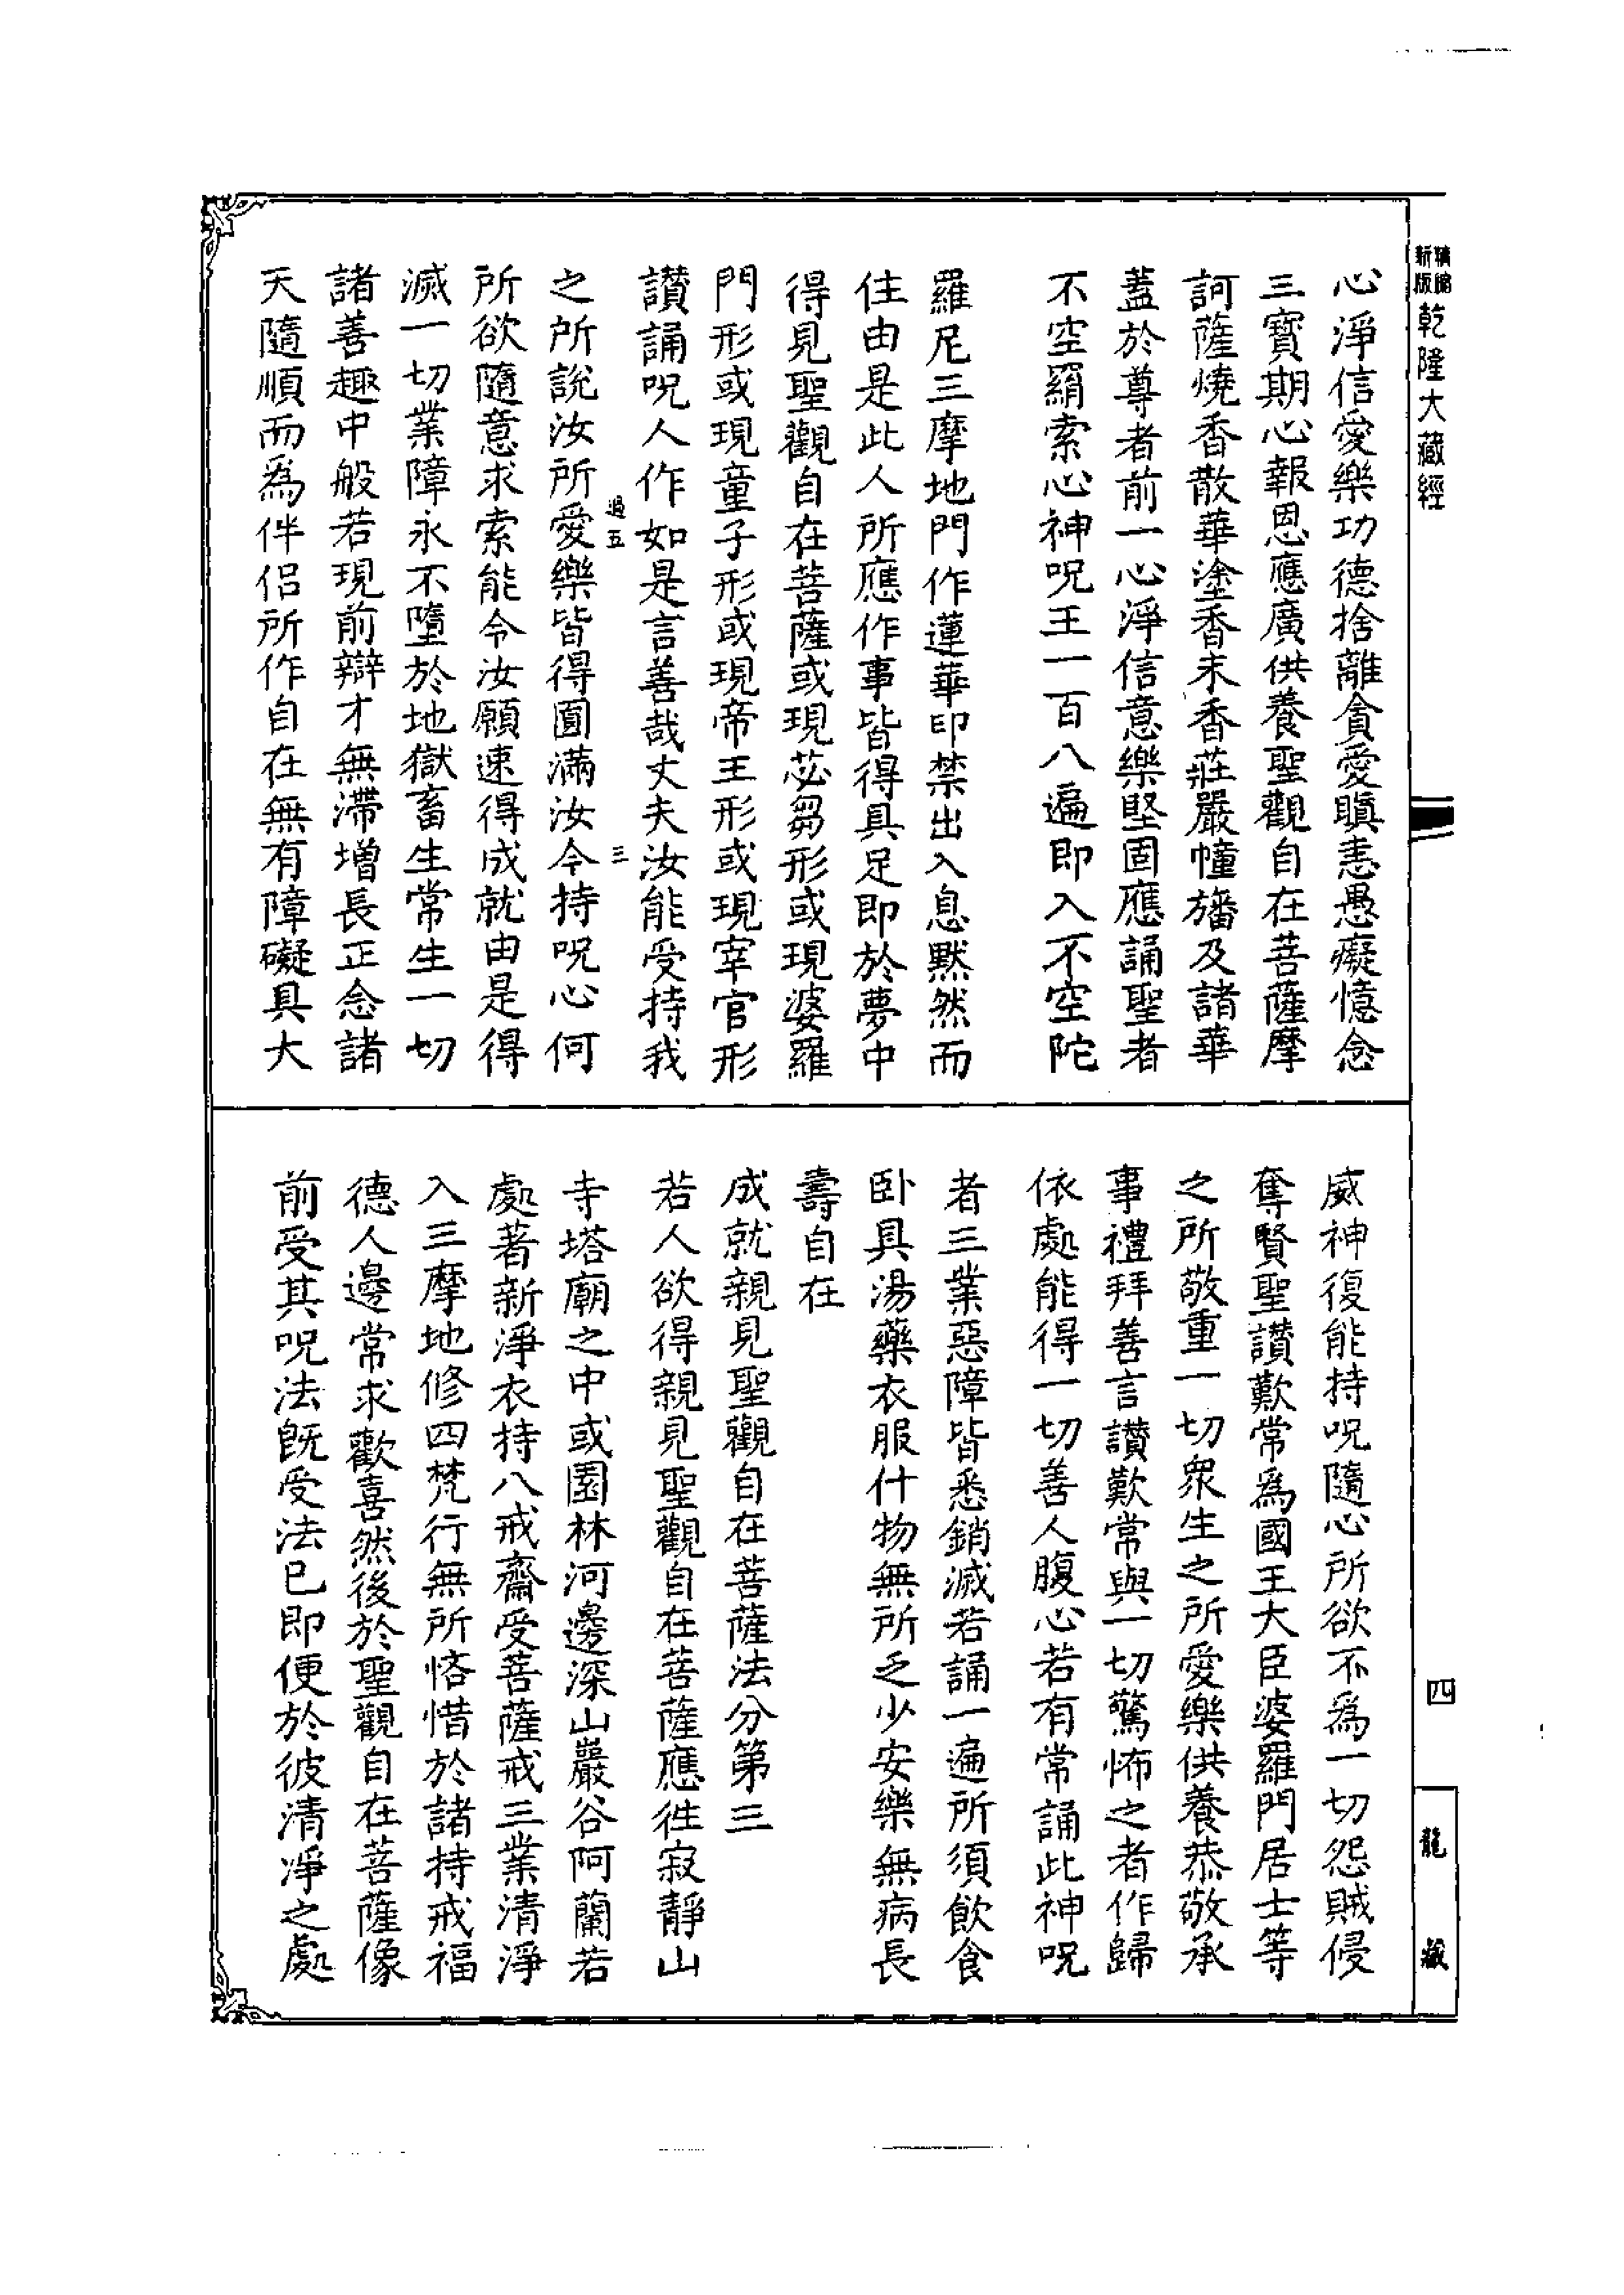 精縮新版
乾隆大藏經
四
龍藏
心淨信愛樂功德捨離貪愛瞋恚愚癡憶念
三寶期心報恩應廣供養聖觀自在菩薩摩
訶薩燒香散華塗香末香莊嚴幢旛及諸華
蓋於尊者前一心淨信意樂堅固應誦聖者
不空羂索心神呪王一百八遍即入不空陀
羅尼三摩地門作蓮華印禁出入息默然而
住由是此人所應作事皆得具足即於夢中
得見聖觀自在菩薩或現苾芻形或現婆羅
門形或現童子形或現帝王形或現宰官形
讚誦呪人作如是言善哉丈夫汝能受持我
過五
三
之所說汝所愛樂皆得圓滿汝今持呪心何
所欲隨意求索能令汝願速得成就由是得
滅一切業障永不墮於地獄畜生常生一切
諸善趣中般若現前辯才無滯增長正念諸
天隨順而為伴侶所作自在無有障礙具大
威神復能持呪隨心所欲不為一切怨賊侵
奪賢聖讚歎常為國王大臣婆羅門居士等
之所敬重一切眾生之所愛樂供養恭敬承
事禮拜善言讚歎常與一切驚怖之者作歸
依處能得一切善人腹心若有常誦此神呪
者三業惡障皆悉銷滅若誦一遍所須飲食
卧具湯藥衣服什物無所乏少安樂無病長
壽自在
成就親見聖觀自在菩薩法分第三
若人欲得親見聖觀自在菩薩應往寂靜山
寺塔廟之中或園林河邊深山巖谷阿蘭若
處著新淨衣持八戒齋受菩薩戒三業清淨
入三摩地修四梵行無所悋惜於諸持戒福
德人邊常求歡喜然後於聖觀自在菩薩像
前受其呪法既受法已即便於彼清淨之處